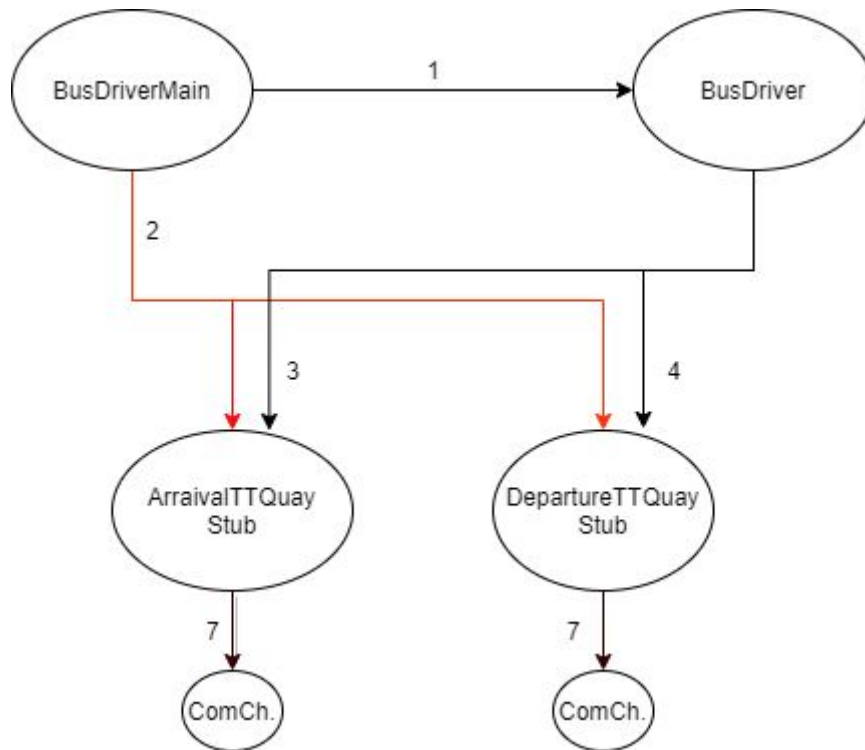 1
BusDriverMain
BusDriver
2
3
4
ArraivalTTQuay
Stub
DepartureTTQuay
Stub
7
7
ComCh.
ComCh.